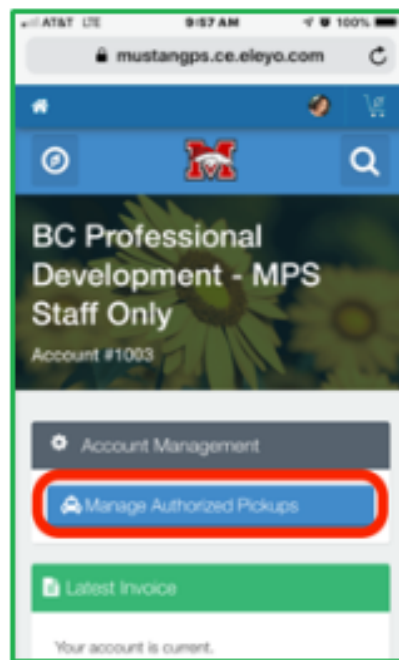 AT&T LTE 9:57 AM 100%
mustangps.ce.eleyo.com
M
BC Professional
Development - MPS
Staff Only
Account #1003
Account Management
Manage Authorized Pickups
Latest Invoice
Your account is current.